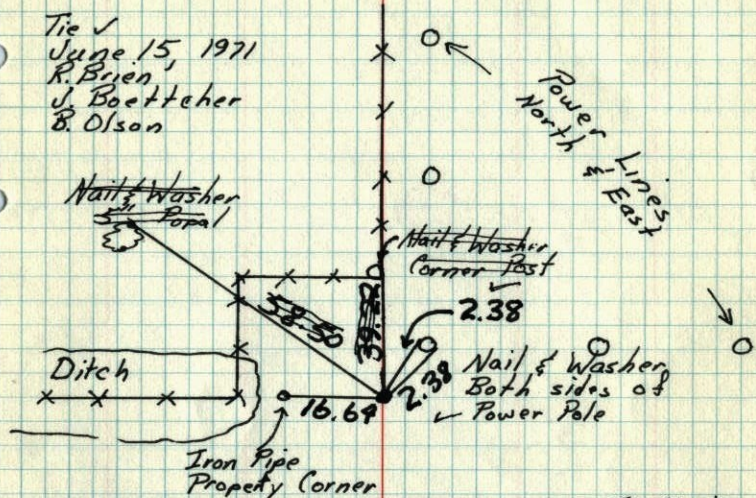 Tie ✓
June 15 1971
R. Brien
J. Boettcher
B. Olson
Power Lines
North & East
Nail & Washer
5" Popal
Nail & Washer
Corner Post
✓
58.50
39.22
2.38
2.38
Ditch
16.64
Nail & Washer
Both sides of
✓ Power Pole
Iron Pipe
Property Corner